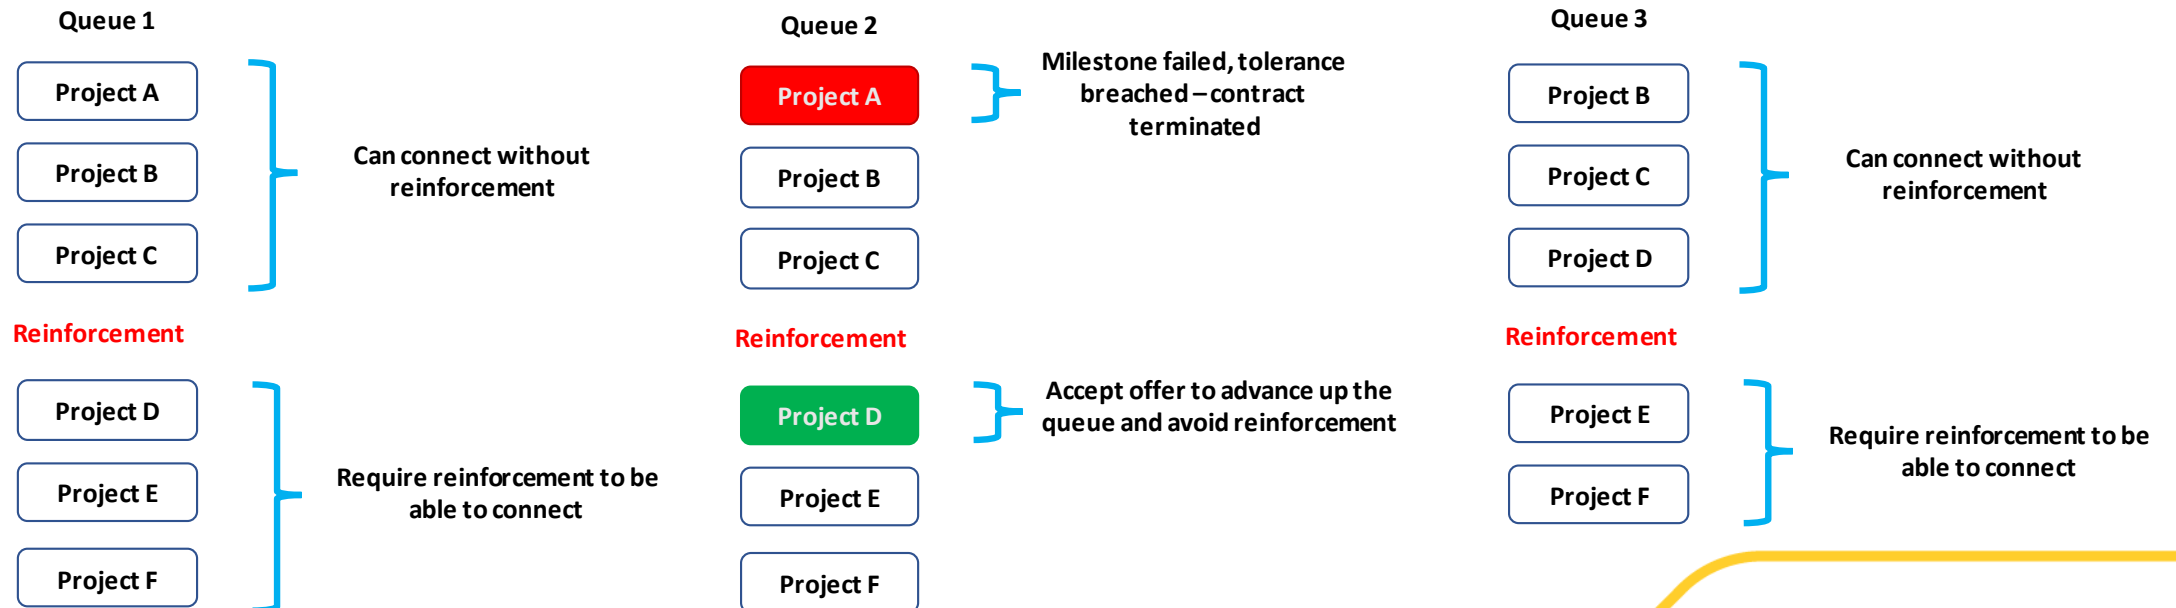 Queue 1
Project A
Project B
Project C
Can connect without
reinforcement
Reinforcement
Project D
Project E
Project F
Require reinforcement to be
able to connect
Queue 2
Project A
Milestone failed, tolerance
breached – contract
terminated
Project B
Project C
Reinforcement
Project D
Accept offer to advance up the
queue and avoid reinforcement
Project E
Project F
Queue 3
Project B
Project C
Project D
Can connect without
reinforcement
Reinforcement
Project E
Project F
Require reinforcement to be
able to connect